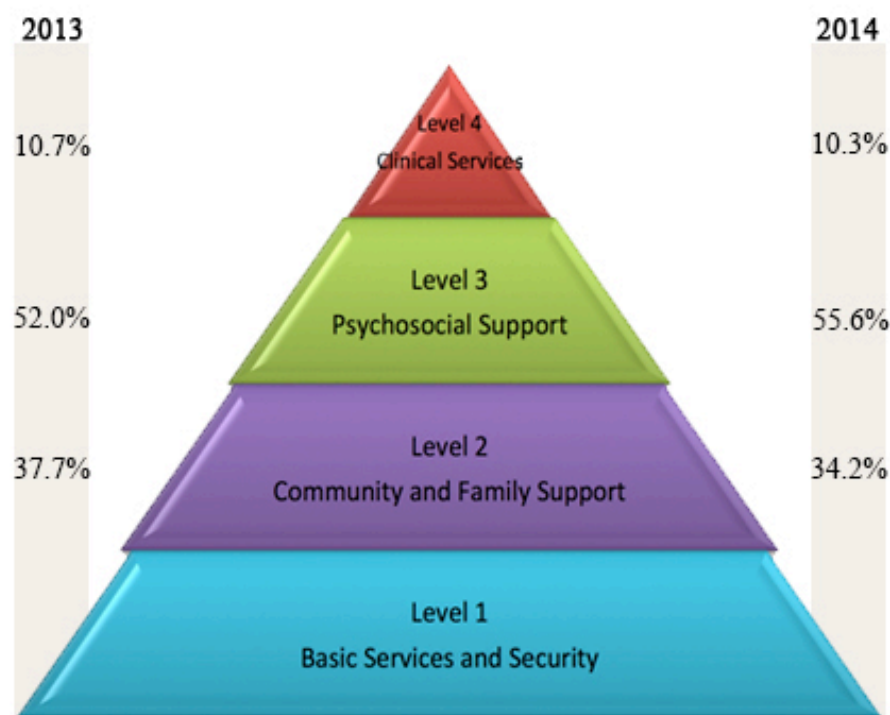 2013 2014
Level 4
10.7% 10.3%
Clinical Services
Level 3
52.0% 55.6%
Psychosocial Support
Level 2
37.7% 34.2%
Community and Family Support
Level 1
Basic Services and Security